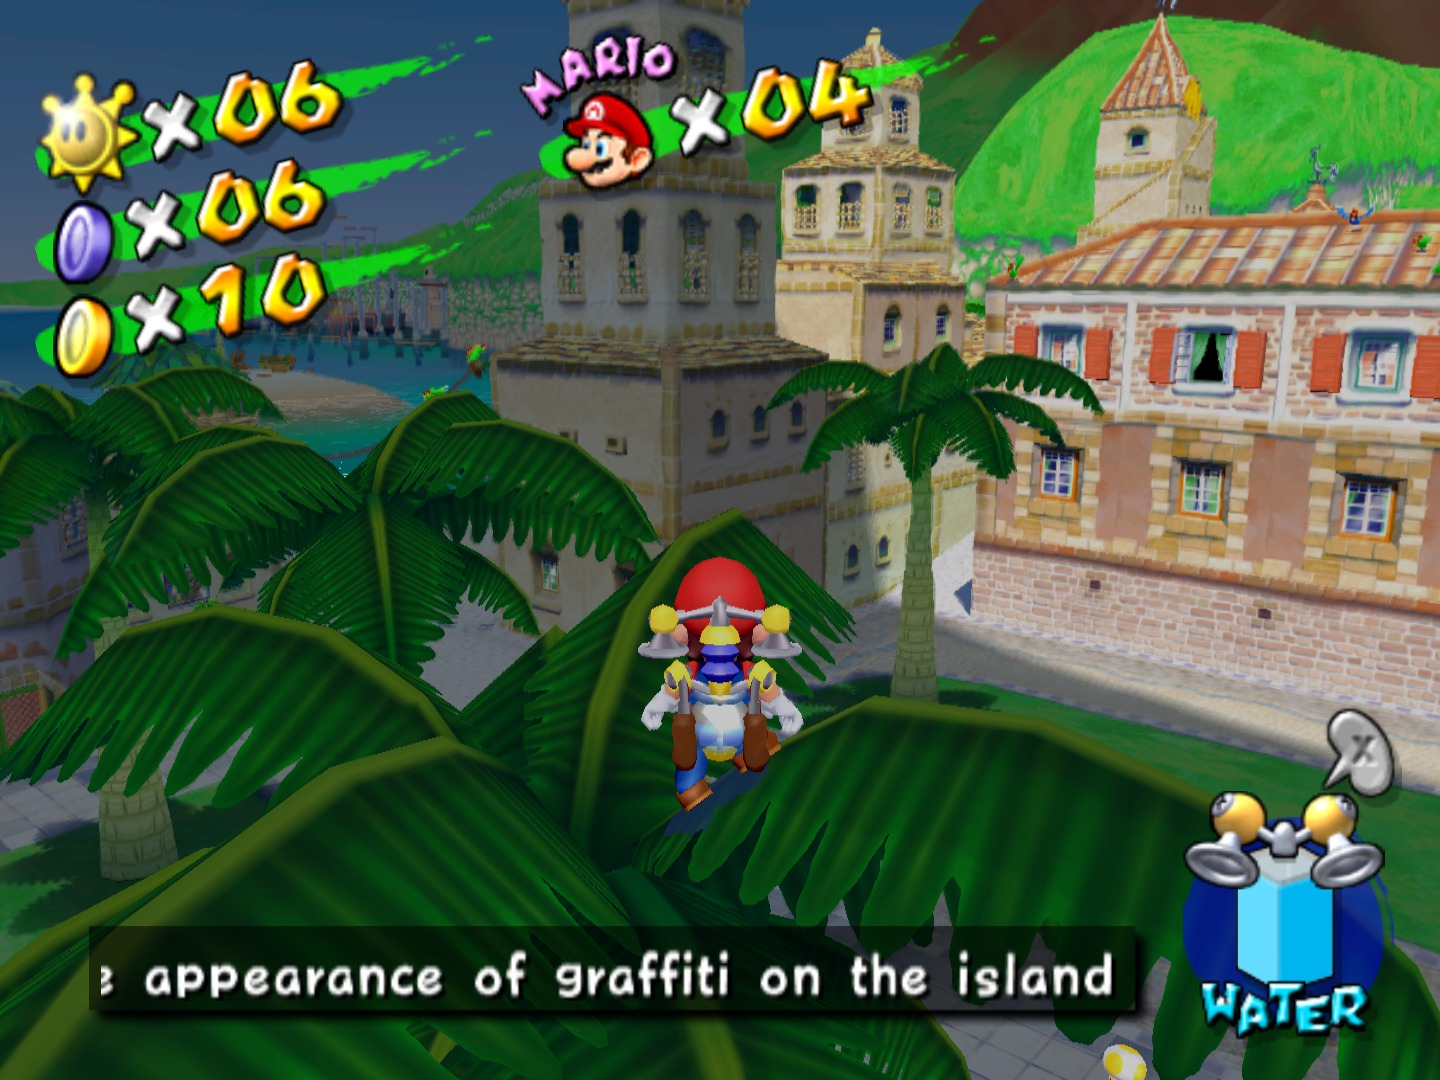 x06
MARIO
x04
x06
x10
X
appearance of graffiti on the island
WATER